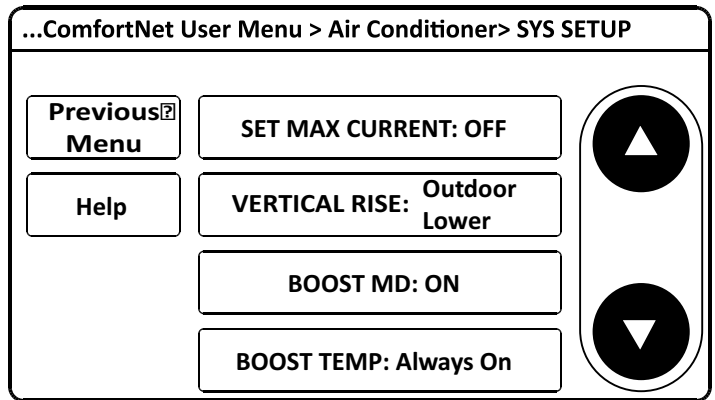 ...ComfortNet User Menu > Air Conditioner> SYS SETUP
Previous⍰
Menu
SET MAX CURRENT: OFF
Help
VERTICAL RISE: Outdoor
Lower
BOOST MD: ON
BOOST TEMP: Always On